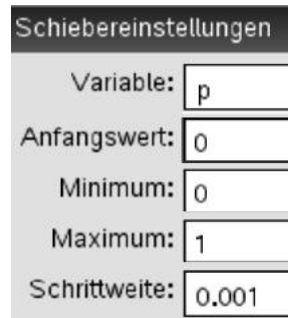 Schiebereinstellungen
Variable: p
Anfangswert: 0
Minimum: 0
Maximum: 1
Schrittweite: 0.001